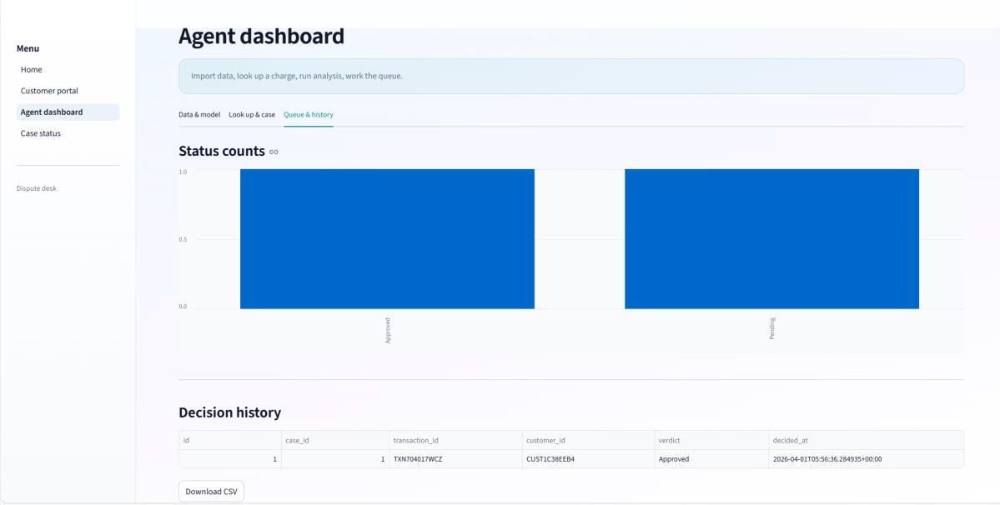 Menu
Home
Customer portal
Agent dashboard
Case status
Dispute desk
Agent dashboard
Import data, look up a charge, run analysis, work the queue.
Data & model Look up & case Queue & history
Status counts
1.0
0.5
0.0
Approved
Pending
Decision history
id case_id transaction_id customer_id verdict decided_at
1 1 TXN704017WCZ CUST1C38EEB4 Approved 2026-04-01T05:56:36.284935+00:00
Download CSV